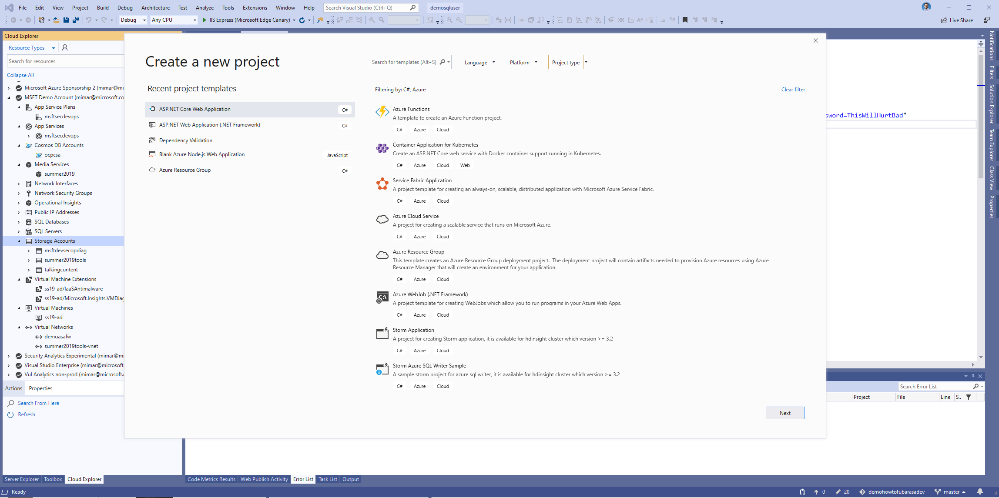 File Edit View Project Build Debug Architecture Test Analyze Tools Extensions Window Help Search Visual Studio (Ctrl+Q) demosqluser
Debug Any CPU IIS Express (Microsoft Edge Canary) Live Share
Cloud Explorer
Resource Types
Search for resources
Collapse All
Microsoft Azure Sponsorship 2 (mimar@mi
MSFT Demo Account (mimar@microsoft.co
App Service Plans
msftsecdevops
App Services
msftsecdevops
Cosmos DB Accounts
ocpcsa
Media Services
summer2019
Network Interfaces
Network Security Groups
Operational Insights
Public IP Addresses
SQL Databases
SQL Servers
Storage Accounts
msftdevsecopdiag
summer2019tools
talkingcontent
Virtual Machine Extensions
ss19-ad/IaaSAntimalware
ss19-ad/Microsoft.Insights.VMDiag
Virtual Machines
ss19-ad
Virtual Networks
demoasafw
summer2019tools-vnet
Security Analytics Experimental (mimar@mi
Visual Studio Enterprise (mimar@microsoft.
Vul Analytics non-prod (mimar@microsoft.c
Actions Properties
Search From Here
Refresh
Server Explorer Toolbox Cloud Explorer
Create a new project
Search for templates (Alt+S) Language Platform Project type
Recent project templates
ASP.NET Core Web Application C#
ASP.NET Web Application (.NET Framework) C#
Dependency Validation
Blank Azure Node.js Web Application JavaScript
Azure Resource Group C#
Filtering by: C#, Azure Clear filter
Azure Functions
A template to create an Azure Function project.
C# Azure Cloud
Container Application for Kubernetes
Create an ASP.NET Core web service with Docker container support running in Kubernetes.
C# Azure Cloud Web
Service Fabric Application
A project template for creating an always-on, scalable, distributed application with Microsoft Azure Service Fabric.
C# Azure Cloud
Azure Cloud Service
A project for creating a scalable service that runs on Microsoft Azure.
C# Azure Cloud
Azure Resource Group
This template creates an Azure Resource Group deployment project. The deployment project will contain artifacts needed to provision Azure resources using Azure
Resource Manager that will create an environment for your application.
C# Azure Cloud
Azure WebJob (.NET Framework)
A project template for creating WebJobs which allow you to run programs in your Azure Web Apps.
C# Azure Cloud
Storm Application
A project for creating Storm application, it is available for hdinsight cluster which version >= 3.2
C# Azure Cloud
Storm Azure SQL Writer Sample
A sample storm project for azure sql writer, it is available for hdinsight cluster which version >= 3.2
C# Azure Cloud
Next
sword=ThisWillHurtBad"
Notifications
Filters
Solution Explorer
Team Explorer
Class View
Properties
Search Error List
Project File Line S..
Code Metrics Results Web Publish Activity Error List Task List Output
Ready 0 20 demohowtofubarasadev master